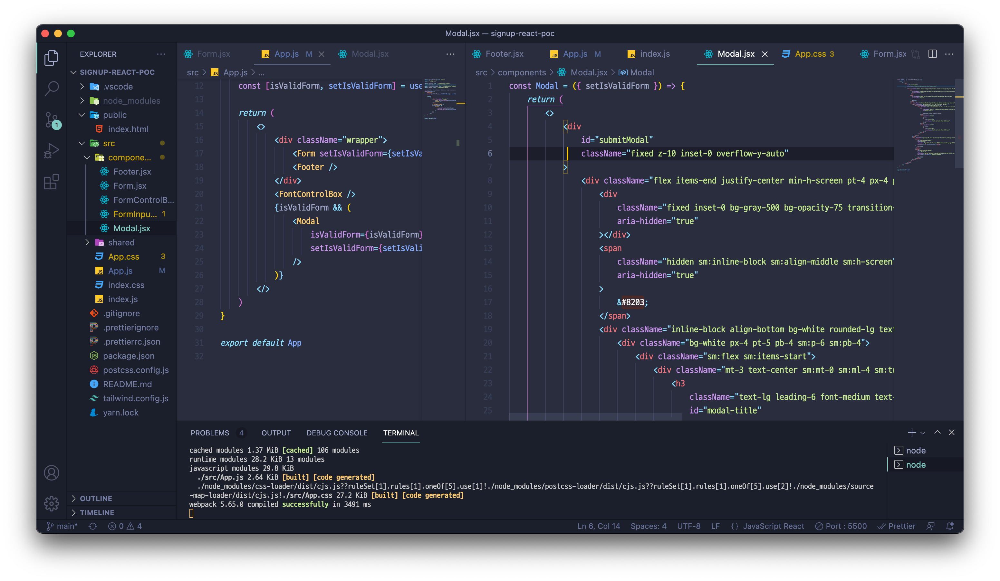 Modal.jsx — signup-react-poc
EXPLORER
SIGNUP-REACT-POC
.vscode
node_modules
public
index.html
src
compone...
Footer.jsx
Form.jsx
FormControlB...
FormInpu... 1
Modal.jsx
shared
App.css 3
App.js M
index.css
index.js
.gitignore
.prettierignore
.prettierrc.json
package.json
postcss.config.js
README.md
tailwind.config.js
yarn.lock
OUTLINE
TIMELINE
1
Form.jsx
App.js M
Modal.jsx
src > App.js > ...
12 const [isValidForm, setIsValidForm] = use
13
14 return (
15 <>
16 <div className="wrapper">
17 <Form setIsValidForm={setIsVa
18 <Footer />
19 </div>
20 <FontControlBox />
21 {isValidForm && (
22 <Modal
23 isValidForm={isValidForm}
24 setIsValidForm={setIsVali
25 />
26 )}
27 </>
28 )
29 }
30
31 export default App
32
Footer.jsx
App.js M
index.js
Modal.jsx
App.css 3
Form.jsx
src > components > Modal.jsx > Modal
1 const Modal = ({ setIsValidForm }) => {
2 return (
3 <>
4 <div
5 id="submitModal"
6 className="fixed z-10 inset-0 overflow-y-auto"
7 >
8 <div className="flex items-end justify-center min-h-screen pt-4 px-4 p
9 <div
10 className="fixed inset-0 bg-gray-500 bg-opacity-75 transition-
11 aria-hidden="true"
12 ></div>
13 <span
14 className="hidden sm:inline-block sm:align-middle sm:h-screen"
15 aria-hidden="true"
16 >
17 &#8203;
18 </span>
19 <div className="inline-block align-bottom bg-white rounded-lg text
20 <div className="bg-white px-4 pt-5 pb-4 sm:p-6 sm:pb-4">
21 <div className="sm:flex sm:items-start">
22 <div className="mt-3 text-center sm:mt-0 sm:ml-4 sm:te
23 <h3
24 className="text-lg leading-6 font-medium text-
25 id="modal-title"
PROBLEMS 4 OUTPUT DEBUG CONSOLE TERMINAL
cached modules 1.37 MiB [cached] 106 modules
runtime modules 28.2 KiB 13 modules
javascript modules 29.8 KiB
./src/App.js 2.64 KiB [built] [code generated]
./node_modules/css-loader/dist/cjs.js??ruleSet[1].rules[1].oneOf[5].use[1]!./node_modules/postcss-loader/dist/cjs.js??ruleSet[1].rules[1].oneOf[5].use[2]!./node_modules/source
-map-loader/dist/cjs.js!./src/App.css 27.2 KiB [built] [code generated]
webpack 5.65.0 compiled successfully in 3491 ms
node
node
main* 0 4
Ln 6, Col 14 Spaces: 4 UTF-8 LF {} JavaScript React Port : 5500 Prettier